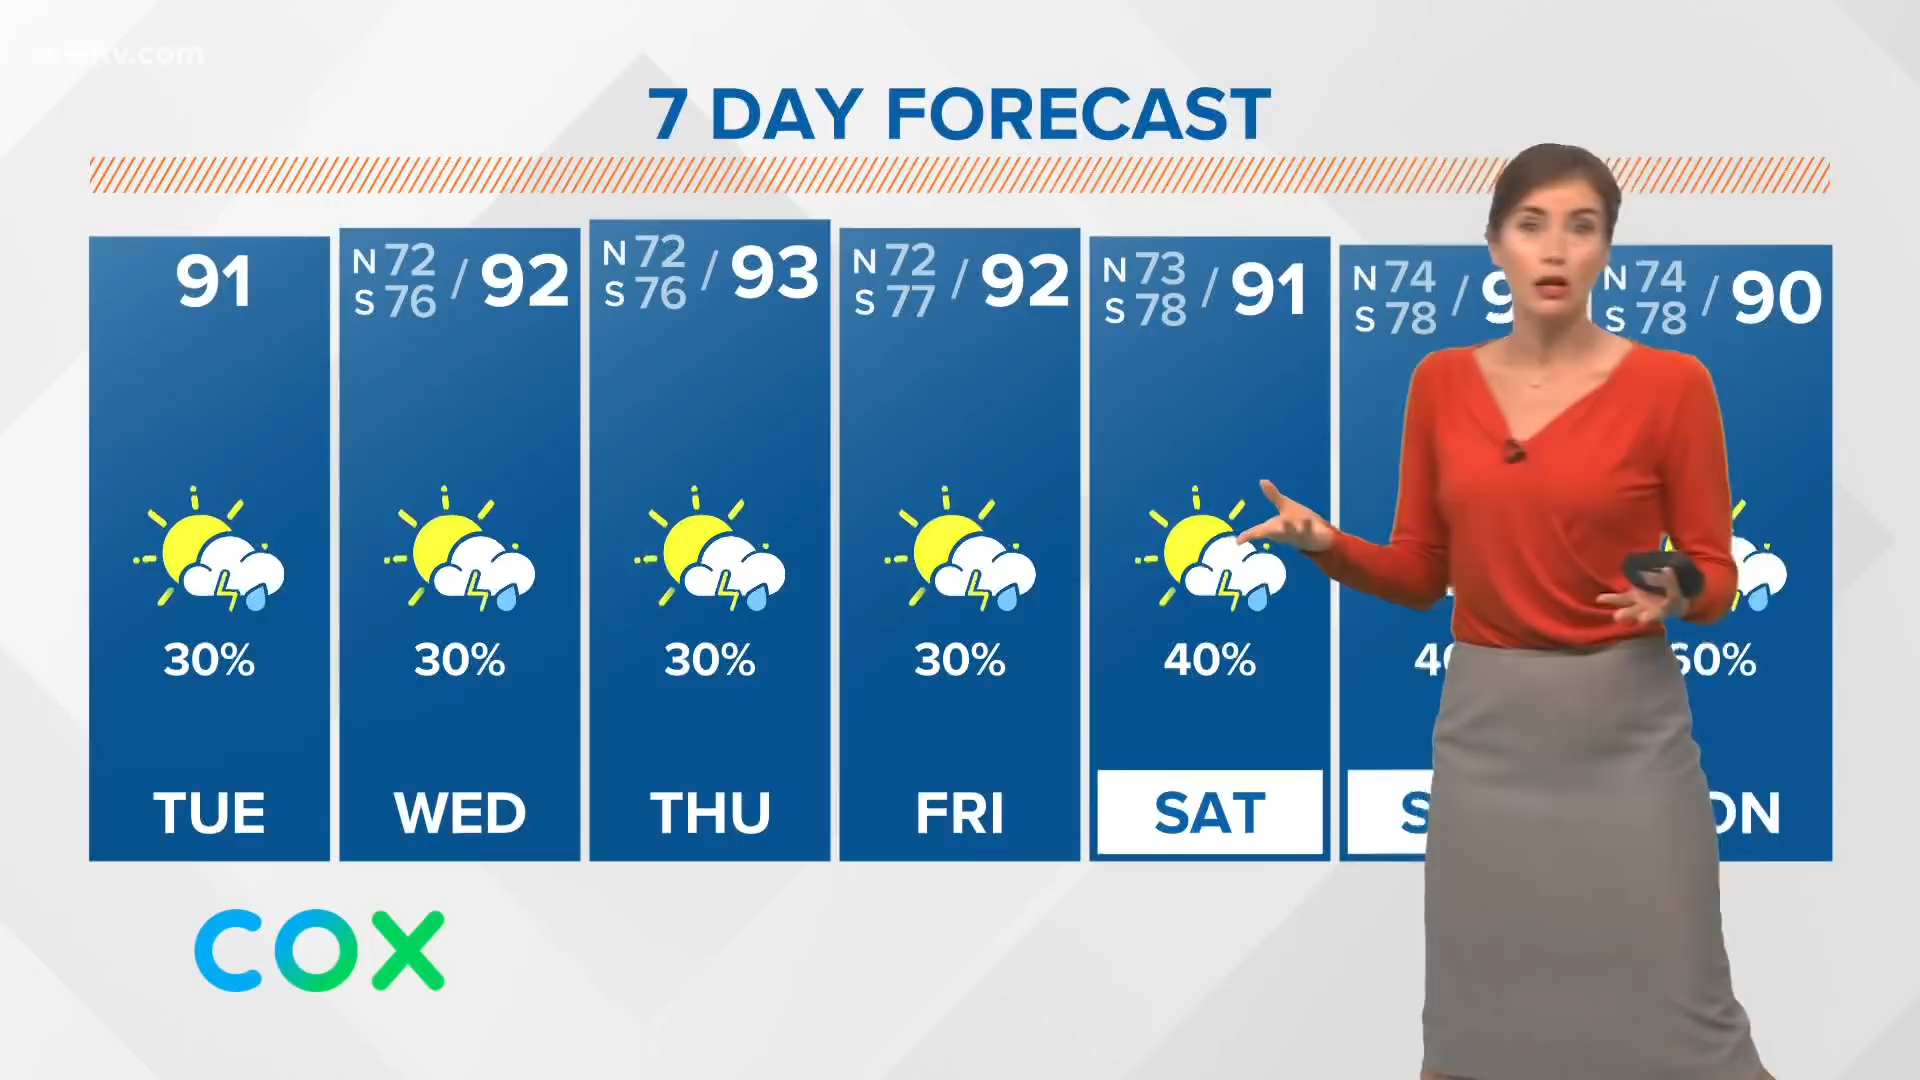 7 DAY FORECAST
91
N 72 / 92
S 76
N 72 / 93
S 76
N 72 / 92
S 77
N 73 / 91
S 78
N 74 /
S 78
N 74 / 90
S 78
30%
30%
30%
30%
40%
TUE
WED
THU
FRI
SAT
COX